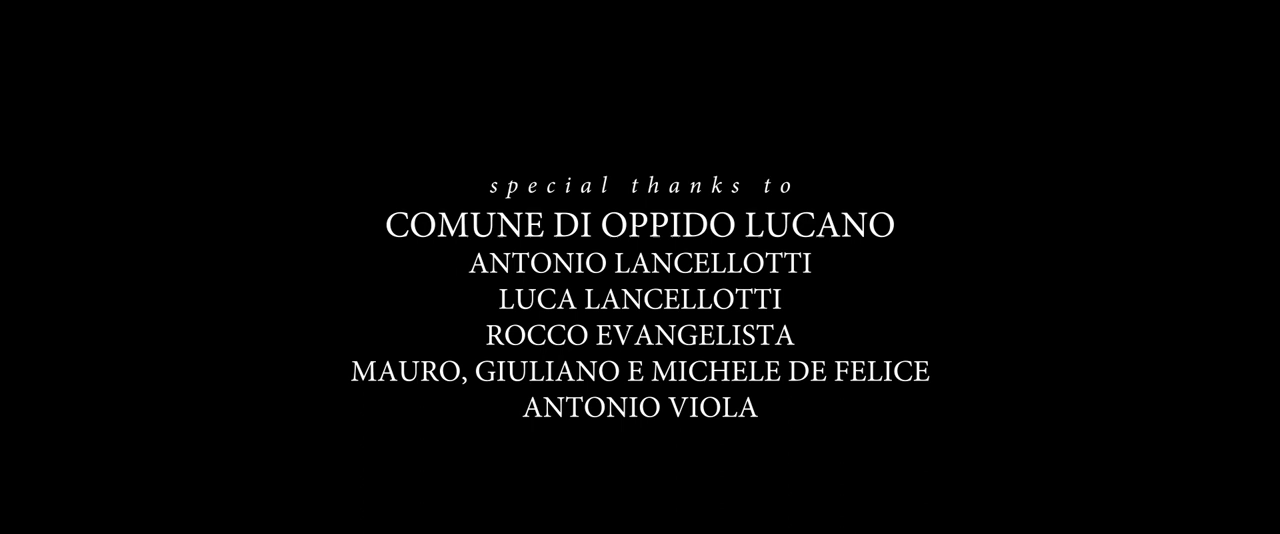 special thanks to
COMUNE DI OPPIDO LUCANO
ANTONIO LANCELLOTTI
LUCA LANCELLOTTI
ROCCO EVANGELISTA
MAURO, GIULIANO E MICHELE DE FELICE
ANTONIO VIOLA